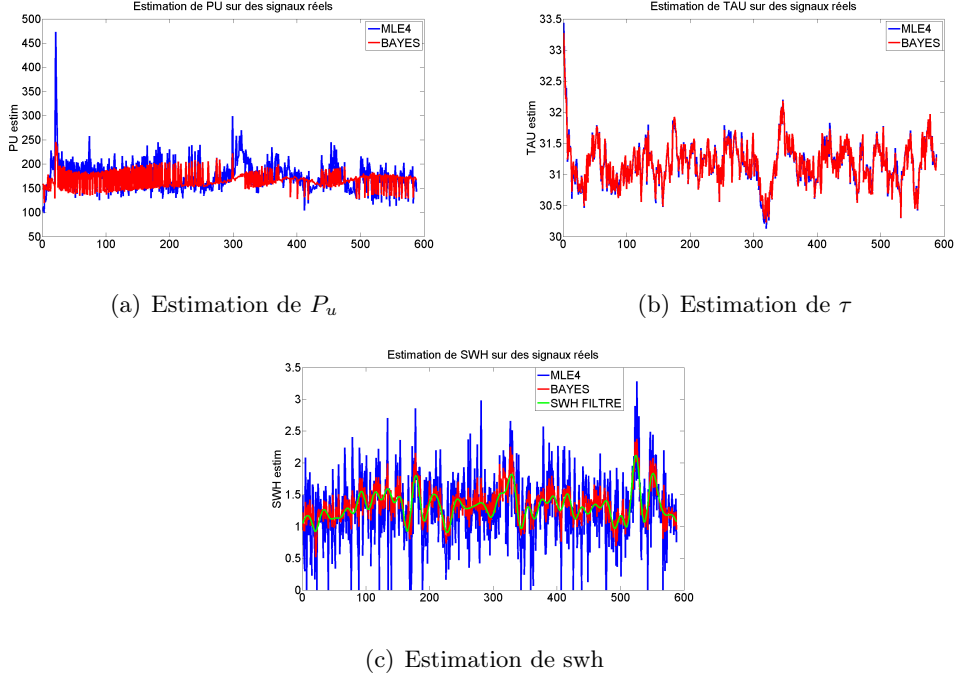 Estimation de PU sur des signaux réels
500
450
400
350
300
250
200
150
100
50
PU estim
0 100 200 300 400 500 600
MLE4
BAYES
(a) Estimation de P_u
Estimation de TAU sur des signaux réels
33.5
33
32.5
32
31.5
31
30.5
30
TAU estim
0 100 200 300 400 500 600
MLE4
BAYES
(b) Estimation de τ
Estimation de SWH sur des signaux réels
3.5
3
2.5
2
1.5
1
0.5
0
SWH estim
0 100 200 300 400 500 600
MLE4
BAYES
SWH FILTRE
(c) Estimation de swh